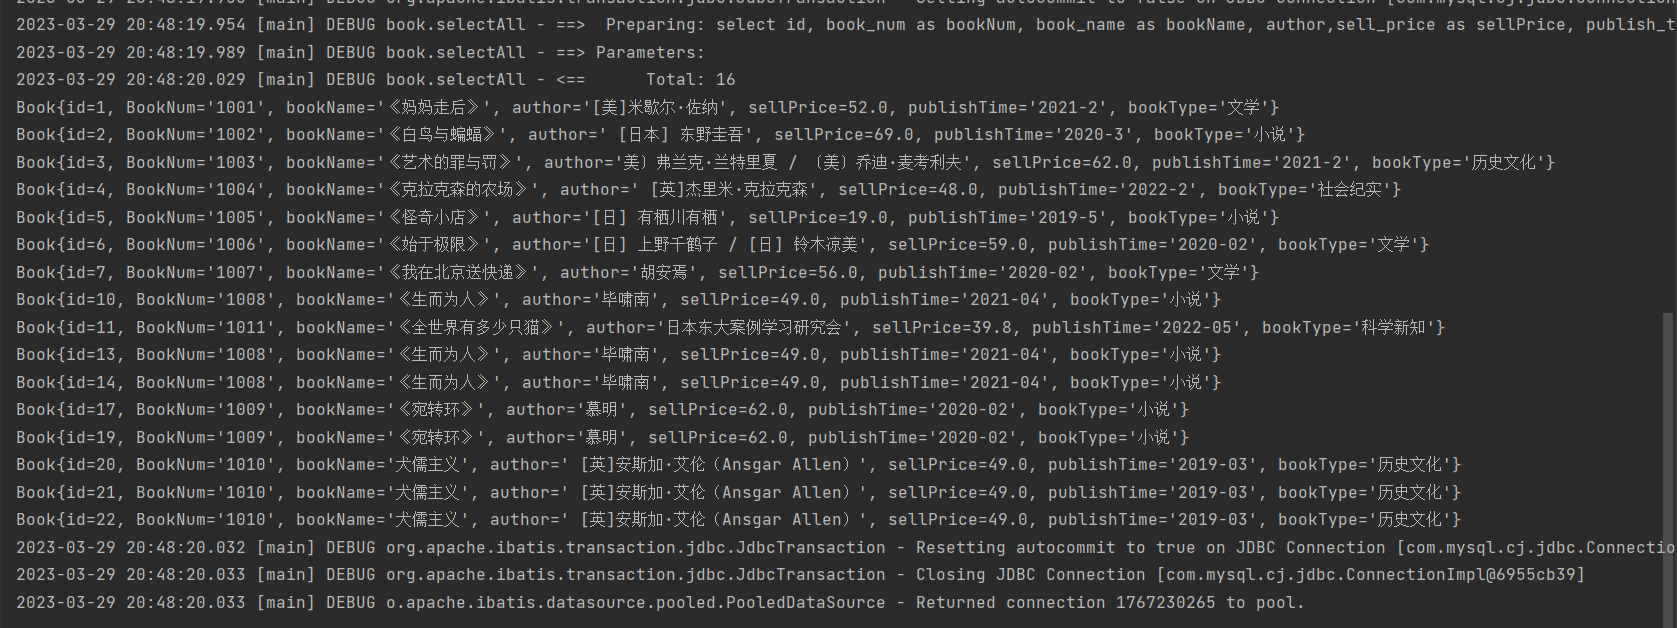 2023-03-29 20:48:19.954 [main] DEBUG book.selectAll - ==>  Preparing: select id, book_num as bookNum, book_name as bookName, author,sell_price as sellPrice, publish_t
2023-03-29 20:48:19.989 [main] DEBUG book.selectAll - ==> Parameters:
2023-03-29 20:48:20.029 [main] DEBUG book.selectAll - <==      Total: 16
Book{id=1, BookNum='1001', bookName='《妈妈走后》', author='[美]米歇尔·佐纳', sellPrice=52.0, publishTime='2021-2', bookType='文学'}
Book{id=2, BookNum='1002', bookName='《白鸟与蝙蝠》', author=' [日本] 东野圭吾', sellPrice=69.0, publishTime='2020-3', bookType='小说'}
Book{id=3, BookNum='1003', bookName='《艺术的罪与罚》', author='美〕弗兰克·兰特里夏 / 〔美〕乔迪·麦考利夫', sellPrice=62.0, publishTime='2021-2', bookType='历史文化'}
Book{id=4, BookNum='1004', bookName='《克拉克森的农场》', author=' [英]杰里米·克拉克森', sellPrice=48.0, publishTime='2022-2', bookType='社会纪实'}
Book{id=5, BookNum='1005', bookName='《怪奇小店》', author='[日] 有栖川有栖', sellPrice=19.0, publishTime='2019-5', bookType='小说'}
Book{id=6, BookNum='1006', bookName='《始于极限》', author='[日] 上野千鹤子 / [日] 铃木凉美', sellPrice=59.0, publishTime='2020-02', bookType='文学'}
Book{id=7, BookNum='1007', bookName='《我在北京送快递》', author='胡安焉', sellPrice=56.0, publishTime='2020-02', bookType='文学'}
Book{id=10, BookNum='1008', bookName='《生而为人》', author='毕啸南', sellPrice=49.0, publishTime='2021-04', bookType='小说'}
Book{id=11, BookNum='1011', bookName='《全世界有多少只猫》', author='日本东大案例学习研究会', sellPrice=39.8, publishTime='2022-05', bookType='科学新知'}
Book{id=13, BookNum='1008', bookName='《生而为人》', author='毕啸南', sellPrice=49.0, publishTime='2021-04', bookType='小说'}
Book{id=14, BookNum='1008', bookName='《生而为人》', author='毕啸南', sellPrice=49.0, publishTime='2021-04', bookType='小说'}
Book{id=17, BookNum='1009', bookName='《宛转环》', author='慕明', sellPrice=62.0, publishTime='2020-02', bookType='小说'}
Book{id=19, BookNum='1009', bookName='《宛转环》', author='慕明', sellPrice=62.0, publishTime='2020-02', bookType='小说'}
Book{id=20, BookNum='1010', bookName='犬儒主义', author=' [英]安斯加·艾伦（Ansgar Allen）', sellPrice=49.0, publishTime='2019-03', bookType='历史文化'}
Book{id=21, BookNum='1010', bookName='犬儒主义', author=' [英]安斯加·艾伦（Ansgar Allen）', sellPrice=49.0, publishTime='2019-03', bookType='历史文化'}
Book{id=22, BookNum='1010', bookName='犬儒主义', author=' [英]安斯加·艾伦（Ansgar Allen）', sellPrice=49.0, publishTime='2019-03', bookType='历史文化'}
2023-03-29 20:48:20.032 [main] DEBUG org.apache.ibatis.transaction.jdbc.JdbcTransaction - Resetting autocommit to true on JDBC Connection [com.mysql.cj.jdbc.Connectio
2023-03-29 20:48:20.033 [main] DEBUG org.apache.ibatis.transaction.jdbc.JdbcTransaction - Closing JDBC Connection [com.mysql.cj.jdbc.ConnectionImpl@6955cb39]
2023-03-29 20:48:20.033 [main] DEBUG o.apache.ibatis.datasource.pooled.PooledDataSource - Returned connection 1767230265 to pool.